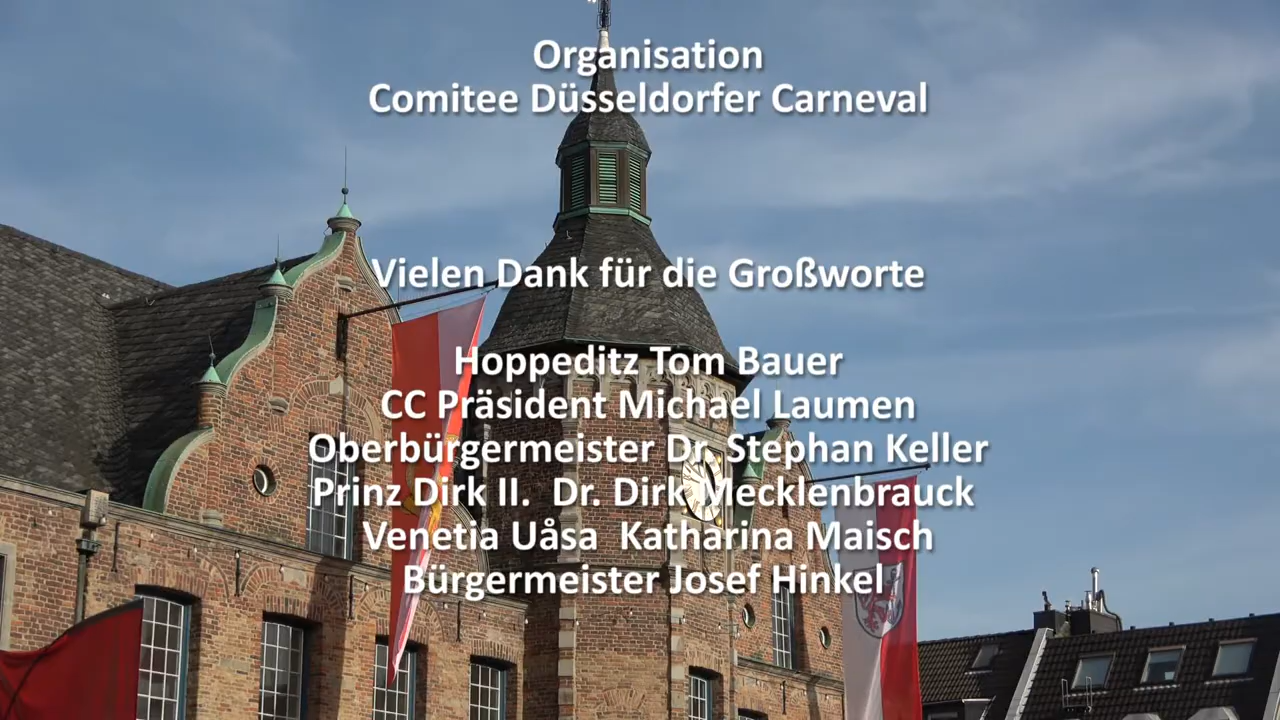 Organisation
Comitee Düsseldorfer Carneval
Vielen Dank für die Großworte
Hoppeditz Tom Bauer
CC Präsident Michael Laumen
Oberbürgermeister Dr. Stephan Keller
Prinz Dirk II. Dr. Dirk Mecklenbrauck
Venetia Uåsa Katharina Maisch
Bürgermeister Josef Hinkel